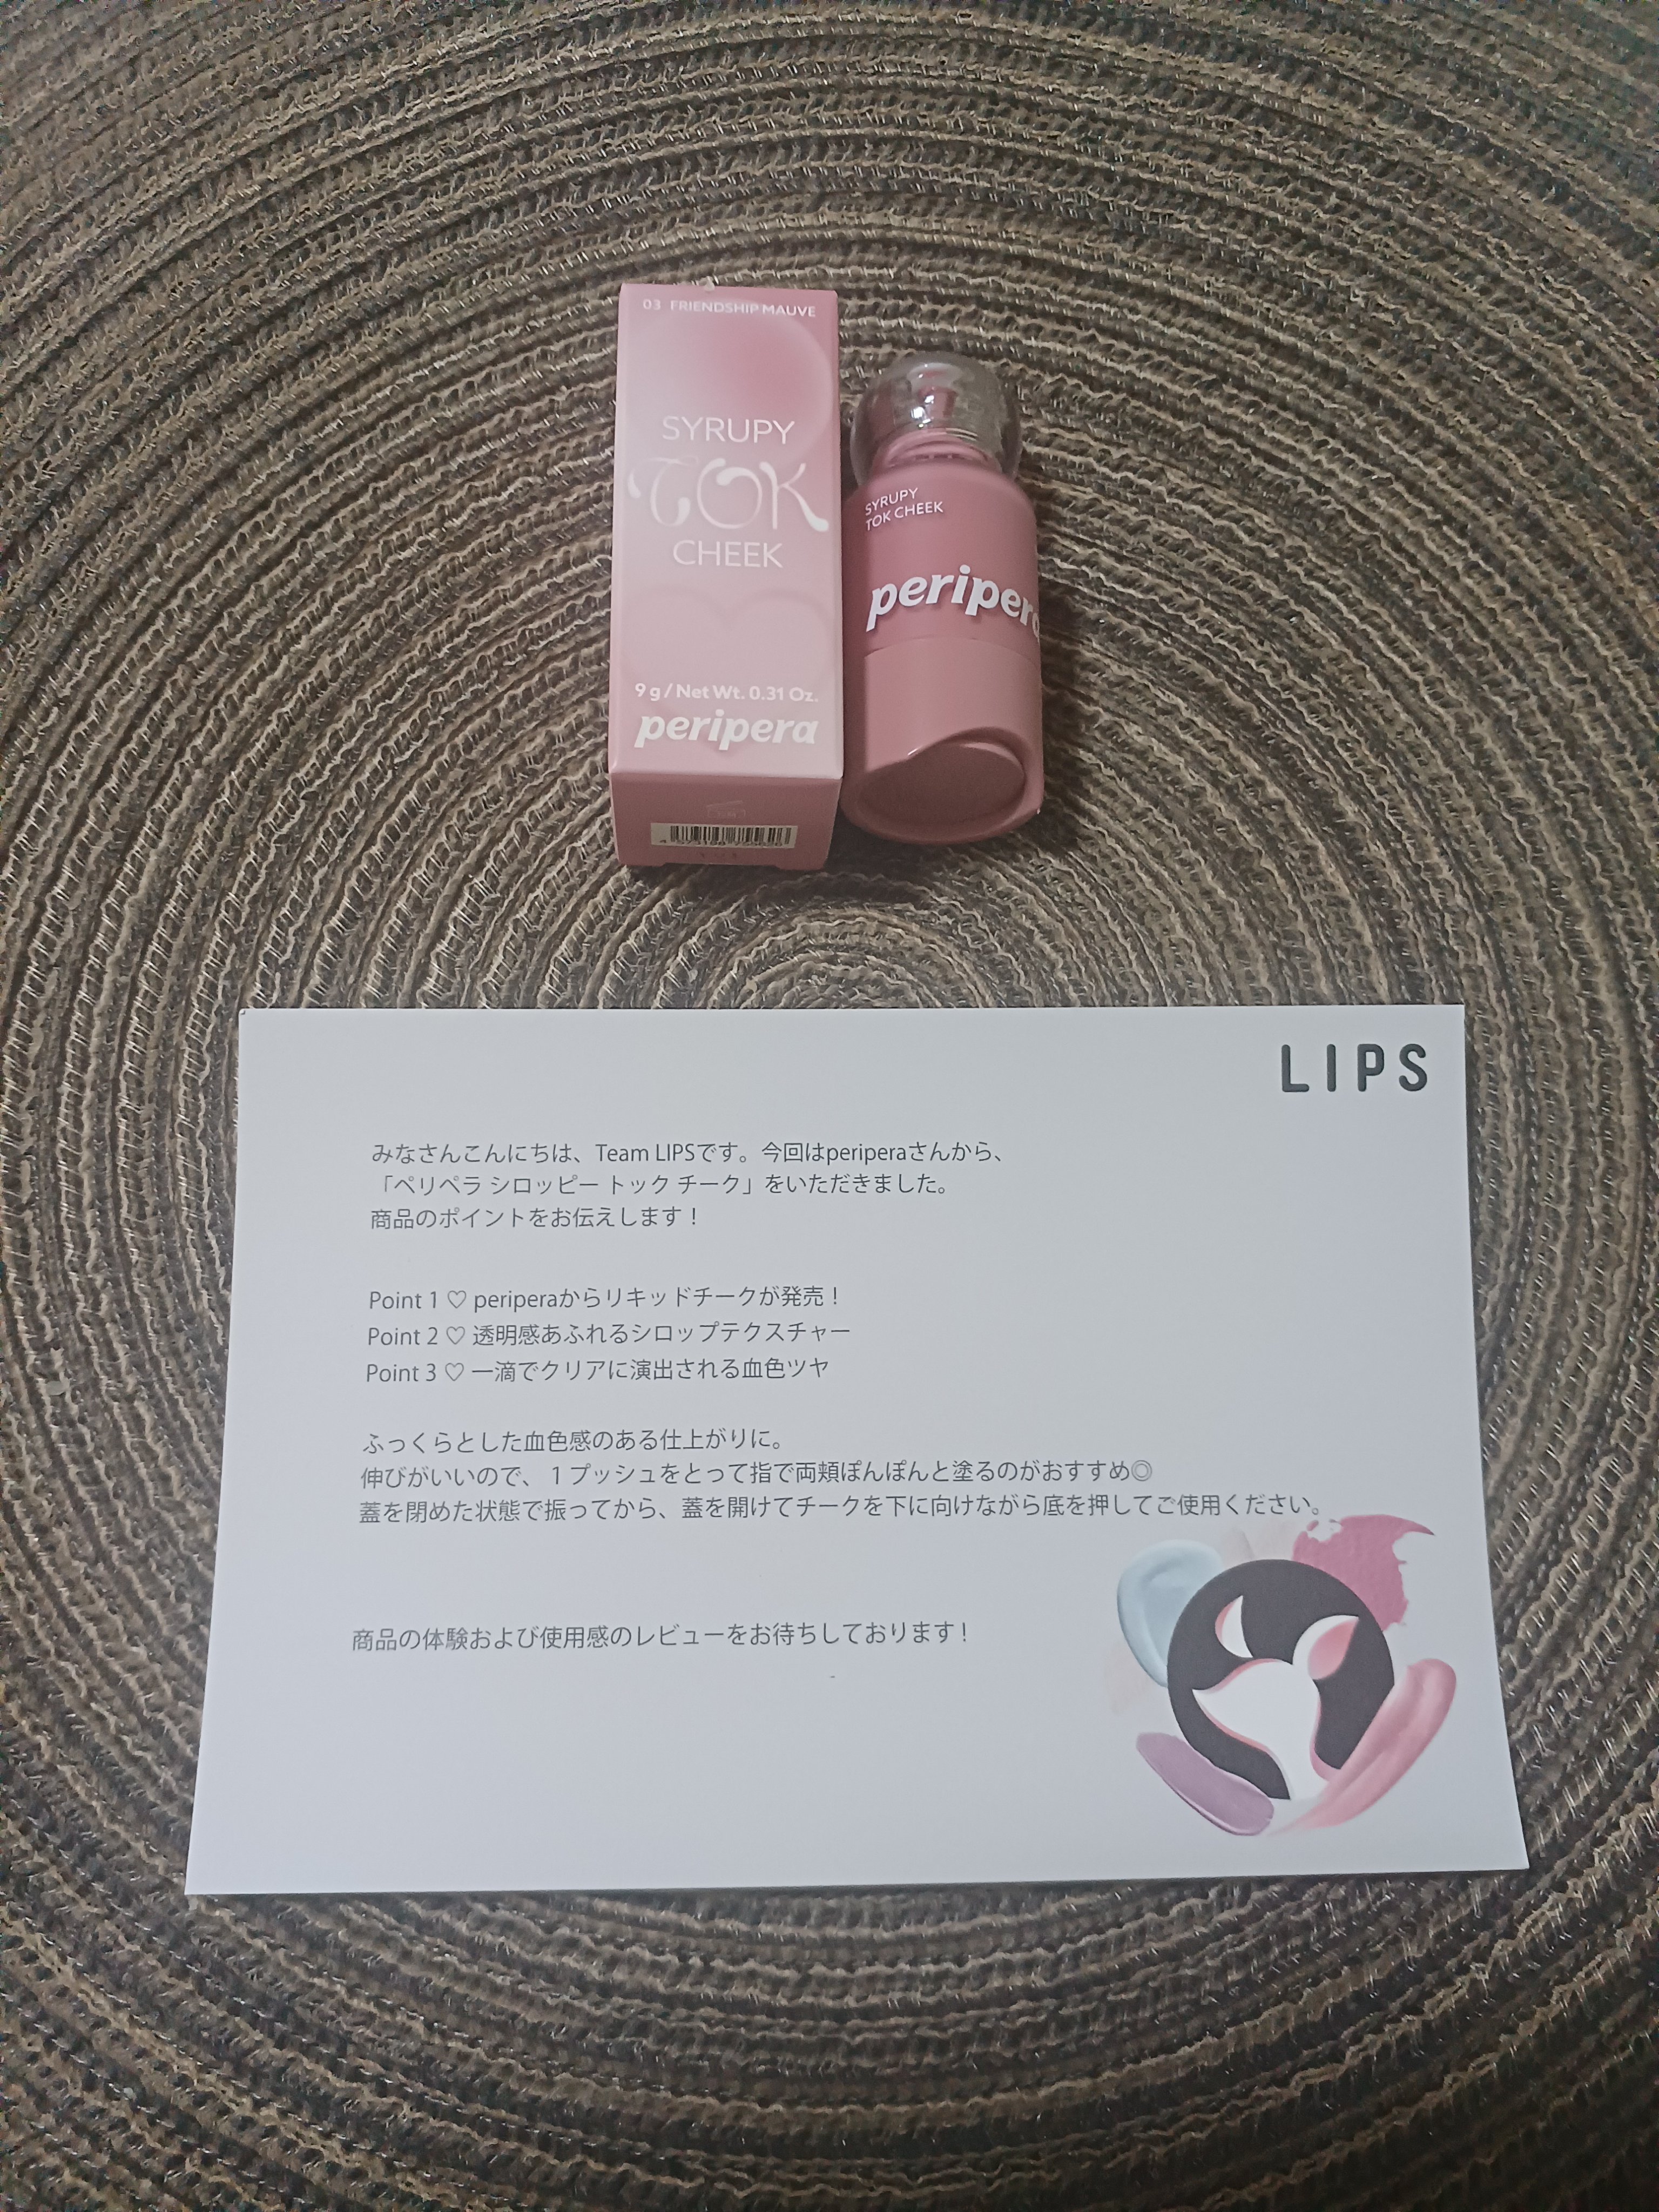 03 FRIENDSHIP MAUVE
SYRUPY
TOK
CHEEK
9 g / Net Wt. 0.31 Oz.
peripera
SYRUPY
TOK CHEEK
peripera
LIPS
みなさんこんにちは、Team LIPSです。今回はperiperaさんから、
「ペリペラ シロッピー トック チーク」をいただきました。
商品のポイントをお伝えします！
Point 1 ♡ periperaからリキッドチークが発売！
Point 2 ♡ 透明感あふれるシロップテクスチャー
Point 3 ♡ 一滴でクリアに演出される血色ツヤ
ふっくらとした血色感のある仕上がりに。
伸びがいいので、１プッシュをとって指で両頬ぽんぽんと塗るのがおすすめ◎
蓋を閉めた状態で振ってから、蓋を開けてチークを下に向けながら底を押してご使用ください。
商品の体験および使用感のレビューをお待ちしております！